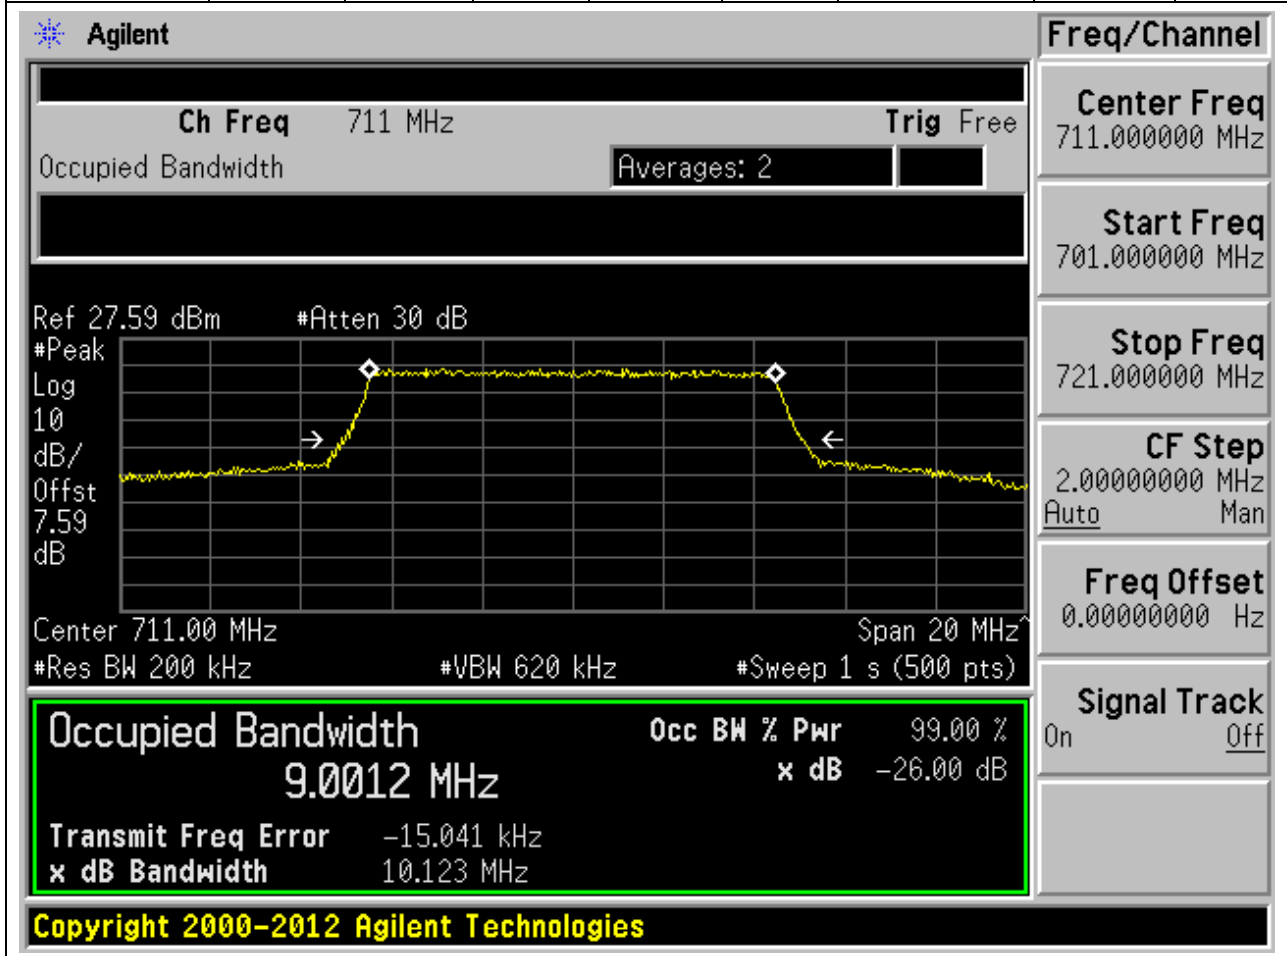 Agilent
Freq/Channel
Ch Freq 711 MHz Trig Free
Occupied Bandwidth Averages: 2
Center Freq
711.000000 MHz
Start Freq
701.000000 MHz
Stop Freq
721.000000 MHz
CF Step
2.00000000 MHz
Auto Man
Freq Offset
0.00000000 Hz
Signal Track
On Off
Ref 27.59 dBm #Atten 30 dB
#Peak
Log
10
dB/
Offst
7.59
dB
Center 711.00 MHz Span 20 MHz^
#Res BW 200 kHz #VBW 620 kHz #Sweep 1 s (500 pts)
Occupied Bandwidth
9.0012 MHz
Occ BW % Pwr 99.00 %
x dB -26.00 dB
Transmit Freq Error -15.041 kHz
x dB Bandwidth 10.123 MHz
Copyright 2000-2012 Agilent Technologies